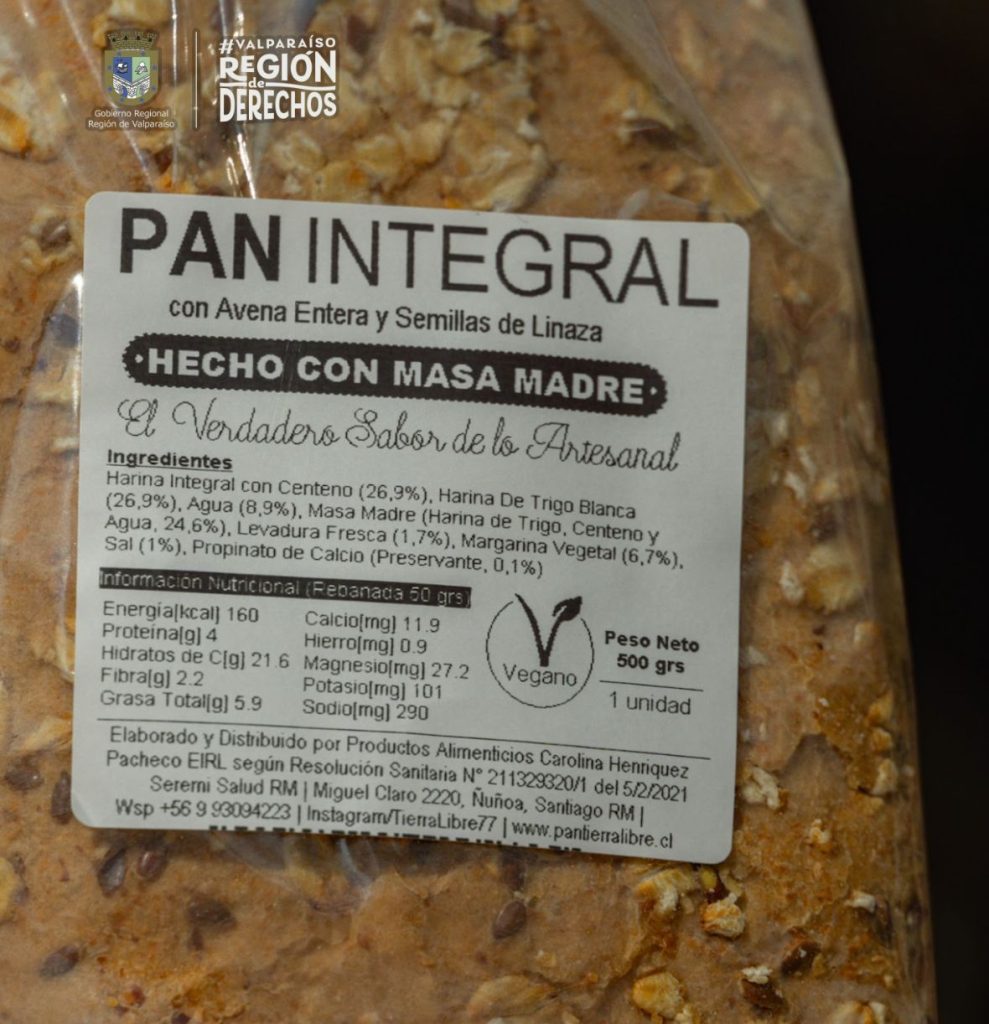 Gobierno Regional
Región de Valparaíso
#VALPARAÍSO
REGIÓN
de
DERECHOS
PAN INTEGRAL
con Avena Entera y Semillas de Linaza
·HECHO CON MASA MADRE·
El Verdadero Sabor de lo Artesanal
Ingredientes
Harina Integral con Centeno (26,9%), Harina De Trigo Blanca
(26,9%), Agua (8,9%), Masa Madre (Harina de Trigo, Centeno y
Agua, 24,6%), Levadura Fresca (1,7%), Margarina Vegetal (6,7%),
Sal (1%), Propinato de Calcio (Preservante, 0,1%)
Información Nutricional (Rebanada 50 grs)
Energía[kcal] 160
Proteína[g] 4
Hidratos de C[g] 21.6
Fibra[g] 2.2
Grasa Total[g] 5.9
Calcio[mg] 11.9
Hierro[mg] 0.9
Magnesio[mg] 27.2
Potasio[mg] 101
Sodio[mg] 290
Vegano
Peso Neto
500 grs
1 unidad
Elaborado y Distribuido por Productos Alimenticios Carolina Henriquez
Pacheco EIRL según Resolución Sanitaria N° 211329320/1 del 5/2/2021
Seremi Salud RM | Miguel Claro 2220, Ñuñoa, Santiago RM |
Wsp +56 9 93094223 | Instagram/TierraLibre77 | www.pantierralibre.cl